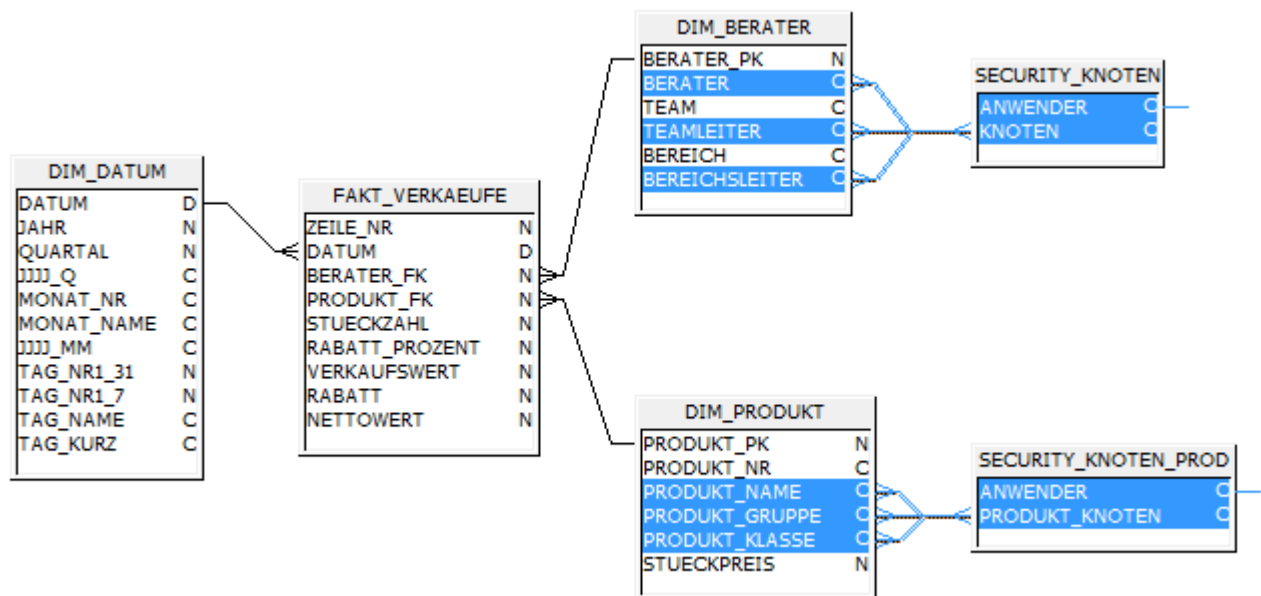 DIM_DATUM
DATUM D
JAHR N
QUARTAL N
JJJJ_Q C
MONAT_NR C
MONAT_NAME C
JJJJ_MM C
TAG_NR1_31 N
TAG_NR1_7 N
TAG_NAME C
TAG_KURZ C
FAKT_VERKAEUFE
ZEILE_NR N
DATUM D
BERATER_FK N
PRODUKT_FK N
STUECKZAHL N
RABATT_PROZENT N
VERKAUFSWERT N
RABATT N
NETTOWERT N
DIM_BERATER
BERATER_PK N
BERATER C
TEAM C
TEAMLEITER C
BEREICH C
BEREICHSLEITER C
SECURITY_KNOTEN
ANWENDER C
KNOTEN C
DIM_PRODUKT
PRODUKT_PK N
PRODUKT_NR C
PRODUKT_NAME C
PRODUKT_GRUPPE C
PRODUKT_KLASSE C
STUECKPREIS N
SECURITY_KNOTEN_PROD
ANWENDER C
PRODUKT_KNOTEN C